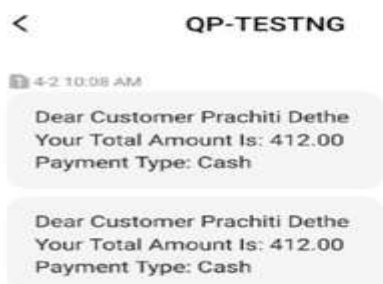 QP-TESTNG
1 4-2 10:08 AM
Dear Customer Prachiti Dethe
Your Total Amount Is: 412.00
Payment Type: Cash
Dear Customer Prachiti Dethe
Your Total Amount Is: 412.00
Payment Type: Cash